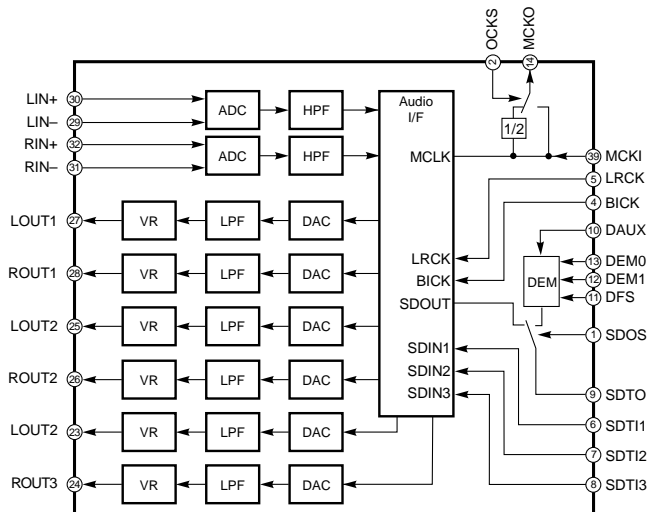 OCKS
MCKO
2
14
LIN+ 30
LIN– 29
RIN+ 32
RIN– 31
ADC HPF
ADC HPF
Audio
I/F
1/2
MCLK
39 MCKI
5 LRCK
4 BICK
10 DAUX
13 DEM0
12 DEM1
11 DFS
DEM
1 SDOS
9 SDTO
6 SDTI1
7 SDTI2
8 SDTI3
LRCK
BICK
SDOUT
SDIN1
SDIN2
SDIN3
LOUT1 27 VR LPF DAC
ROUT1 28 VR LPF DAC
LOUT2 25 VR LPF DAC
ROUT2 26 VR LPF DAC
LOUT2 23 VR LPF DAC
ROUT3 24 VR LPF DAC